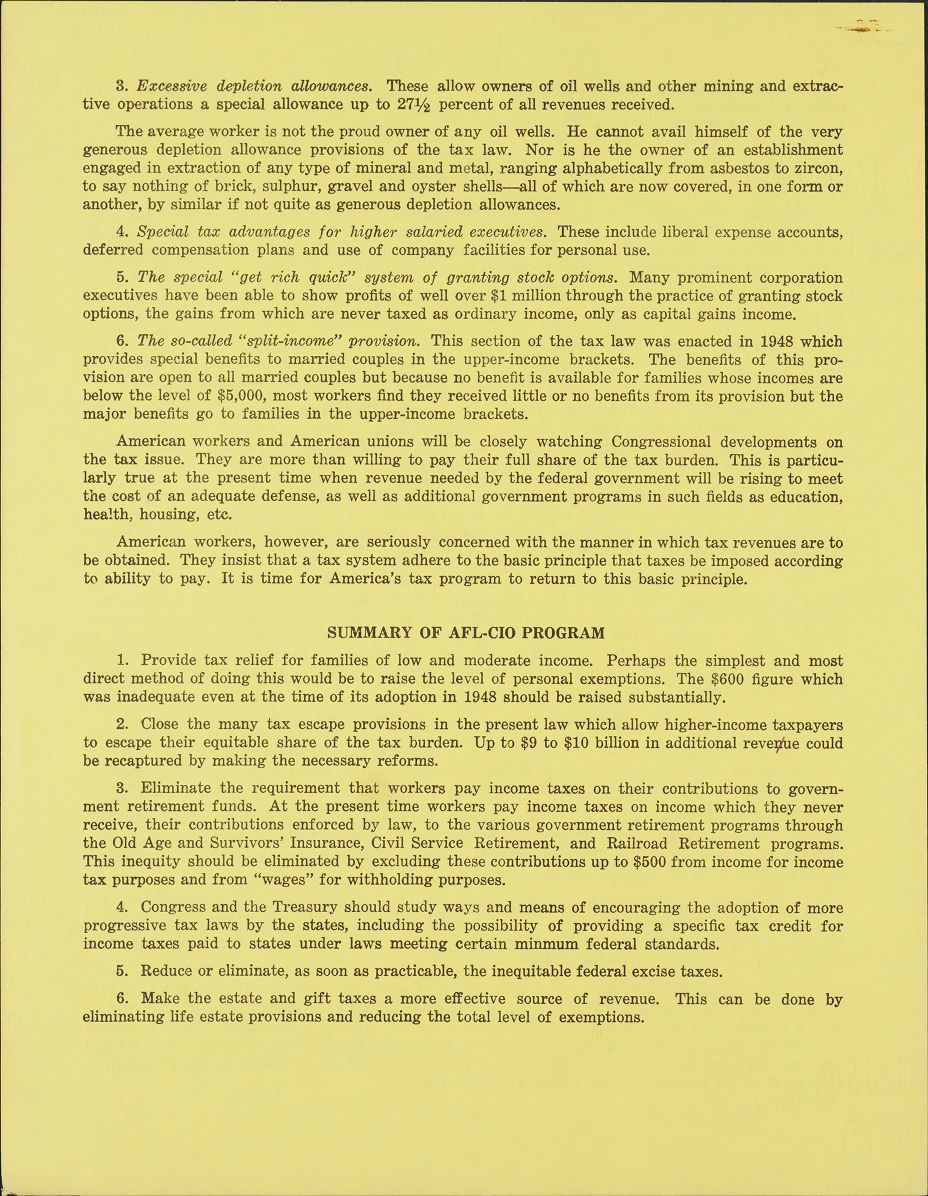 3. Excessive depletion allowances. These allow owners of oil wells and other mining and extrac-
tive operations a special allowance up to 27½ percent of all revenues received.
The average worker is not the proud owner of any oil wells. He cannot avail himself of the very
generous depletion allowance provisions of the tax law. Nor is he the owner of an establishment
engaged in extraction of any type of mineral and metal, ranging alphabetically from asbestos to zircon,
to say nothing of brick, sulphur, gravel and oyster shells—all of which are now covered, in one form or
another, by similar if not quite as generous depletion allowances.
4. Special tax advantages for higher salaried executives. These include liberal expense accounts,
deferred compensation plans and use of company facilities for personal use.
5. The special "get rich quick" system of granting stock options. Many prominent corporation
executives have been able to show profits of well over $1 million through the practice of granting stock
options, the gains from which are never taxed as ordinary income, only as capital gains income.
6. The so-called "split-income" provision. This section of the tax law was enacted in 1948 which
provides special benefits to married couples in the upper-income brackets. The benefits of this pro-
vision are open to all married couples but because no benefit is available for families whose incomes are
below the level of $5,000, most workers find they received little or no benefits from its provision but the
major benefits go to families in the upper-income brackets.
American workers and American unions will be closely watching Congressional developments on
the tax issue. They are more than willing to pay their full share of the tax burden. This is particu-
larly true at the present time when revenue needed by the federal government will be rising to meet
the cost of an adequate defense, as well as additional government programs in such fields as education,
health, housing, etc.
American workers, however, are seriously concerned with the manner in which tax revenues are to
be obtained. They insist that a tax system adhere to the basic principle that taxes be imposed according
to ability to pay. It is time for America's tax program to return to this basic principle.
SUMMARY OF AFL-CIO PROGRAM
1. Provide tax relief for families of low and moderate income. Perhaps the simplest and most
direct method of doing this would be to raise the level of personal exemptions. The $600 figure which
was inadequate even at the time of its adoption in 1948 should be raised substantially.
2. Close the many tax escape provisions in the present law which allow higher-income taxpayers
to escape their equitable share of the tax burden. Up to $9 to $10 billion in additional revenue could
be recaptured by making the necessary reforms.
3. Eliminate the requirement that workers pay income taxes on their contributions to govern-
ment retirement funds. At the present time workers pay income taxes on income which they never
receive, their contributions enforced by law, to the various government retirement programs through
the Old Age and Survivors' Insurance, Civil Service Retirement, and Railroad Retirement programs.
This inequity should be eliminated by excluding these contributions up to $500 from income for income
tax purposes and from "wages" for withholding purposes.
4. Congress and the Treasury should study ways and means of encouraging the adoption of more
progressive tax laws by the states, including the possibility of providing a specific tax credit for
income taxes paid to states under laws meeting certain minmum federal standards.
5. Reduce or eliminate, as soon as practicable, the inequitable federal excise taxes.
6. Make the estate and gift taxes a more effective source of revenue. This can be done by
eliminating life estate provisions and reducing the total level of exemptions.